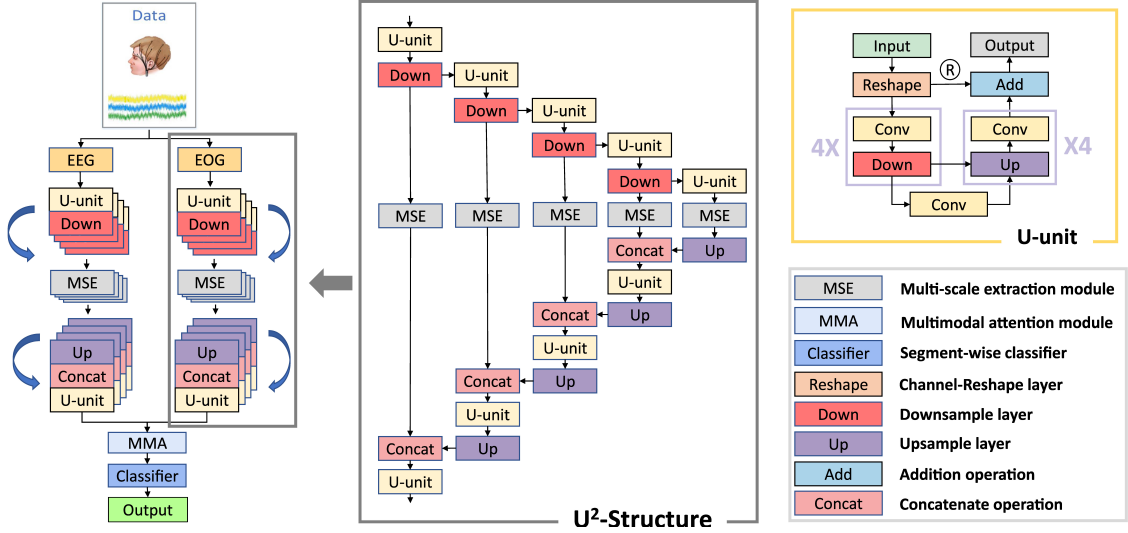 Data
EEG
EOG
U-unit
Down
U-unit
Down
MSE
MSE
Up
Concat
U-unit
Up
Concat
U-unit
MMA
Classifier
Output
U-unit
Down
U-unit
Down
U-unit
Down
U-unit
Down
U-unit
MSE
MSE
MSE
MSE
MSE
Concat
Up
U-unit
Concat
Up
U-unit
Concat
Up
U-unit
Concat
Up
U-unit
U²-Structure
Input
Output
Reshape
R
Add
4X
Conv
Conv
X4
Down
Up
Conv
U-unit
MSE Multi-scale extraction module
MMA Multimodal attention module
Classifier Segment-wise classifier
Reshape Channel-Reshape layer
Down Downsample layer
Up Upsample layer
Add Addition operation
Concat Concatenate operation